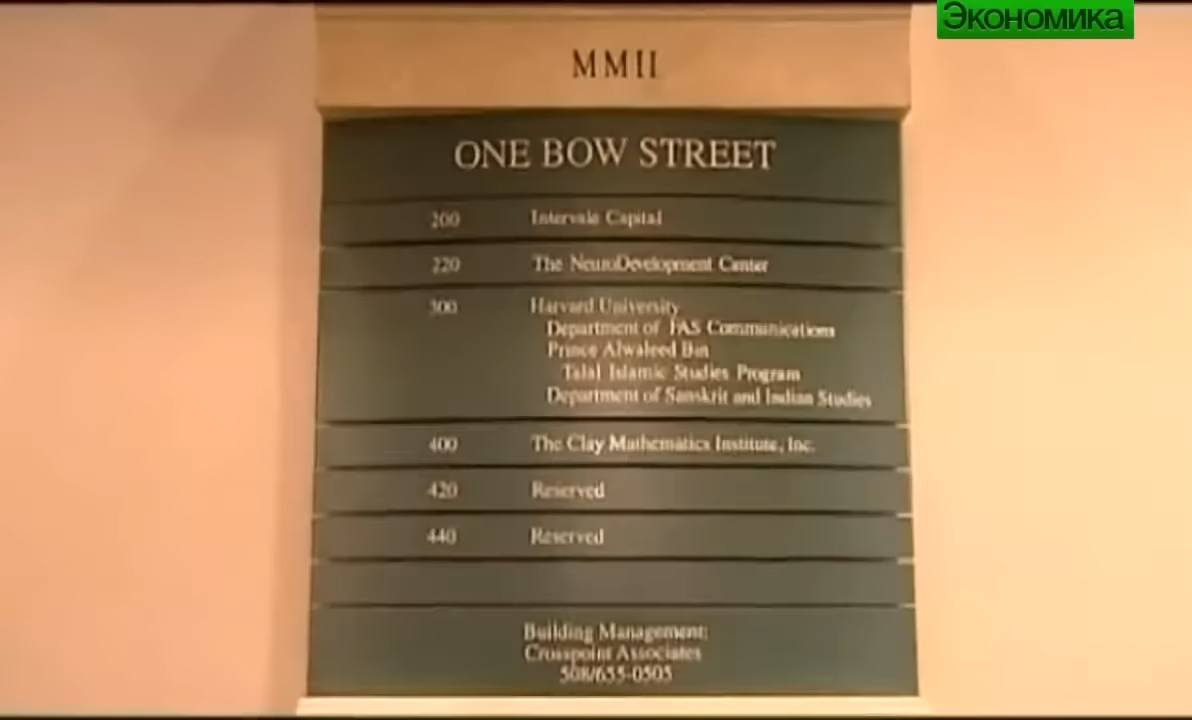 Экономика
MMII
ONE BOW STREET
200 Intervale Capital
220 The NeuroDevelopment Center
300 Harvard University
Department of FAS Communications
Prince Alwaleed Bin
Talal Islamic Studies Program
Department of Sanskrit and Indian Studies
400 The Clay Mathematics Institute, Inc.
420 Reserved
440 Reserved
Building Management:
Crosspoint Associates
508/655-0505